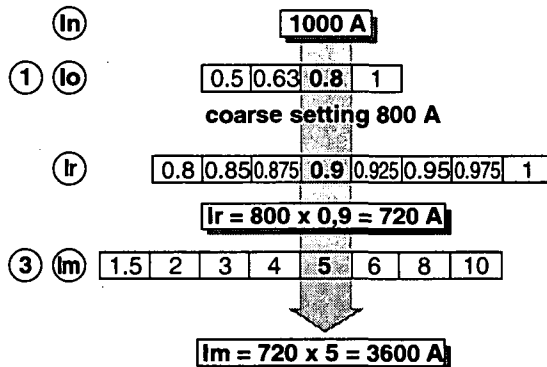 In 1000 A
1 Io 0.5 0.63 0.8 1
coarse setting 800 A
Ir 0.8 0.85 0.875 0.9 0.925 0.95 0.975 1
Ir = 800 x 0,9 = 720 A
3 Im 1.5 2 3 4 5 6 8 10
Im = 720 x 5 = 3600 A